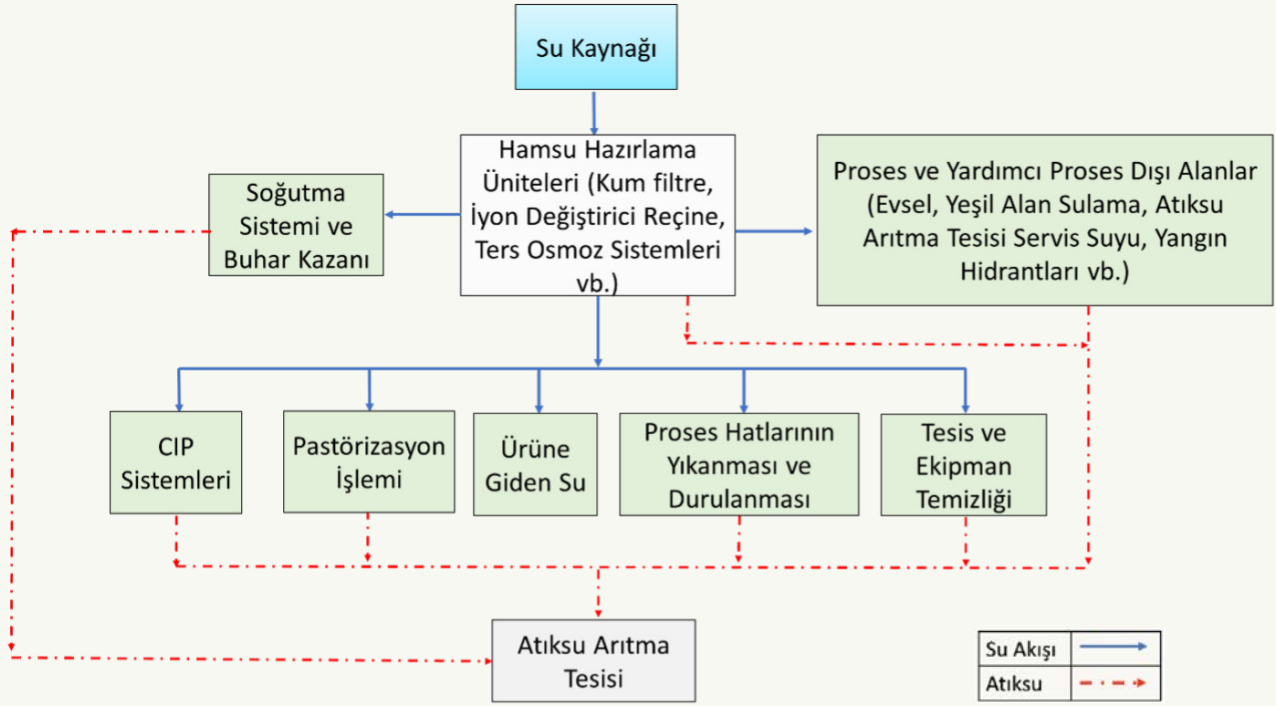 Su Kaynağı
Hamsu Hazırlama
Üniteleri (Kum filtre,
İyon Değiştirici Reçine,
Ters Osmoz Sistemleri
vb.)
Soğutma
Sistemi ve
Buhar Kazanı
Proses ve Yardımcı Proses Dışı Alanlar
(Evsel, Yeşil Alan Sulama, Atıksu
Arıtma Tesisi Servis Suyu, Yangın
Hidrantları vb.)
CIP
Sistemleri
Pastörizasyon
İşlemi
Ürüne
Giden Su
Proses Hatlarının
Yıkanması ve
Durulanması
Tesis ve
Ekipman
Temizliği
Atıksu Arıtma
Tesisi
Su Akışı
Atıksu